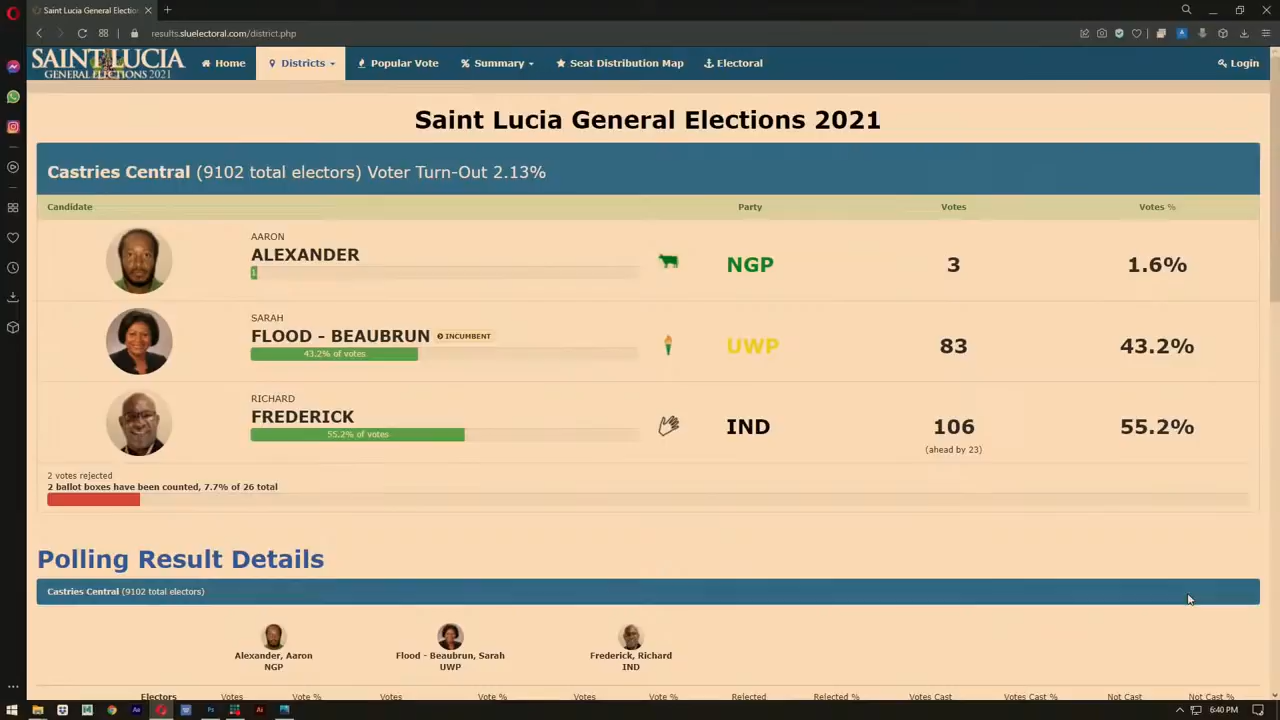 Saint Lucia General Electio
results.sluelectoral.com/district.php
SAINT LUCIA
GENERAL ELECTIONS 2021
Home
Districts
Popular Vote
% Summary
Seat Distribution Map
Electoral
Login
Saint Lucia General Elections 2021
Castries Central (9102 total electors) Voter Turn-Out 2.13%
Candidate Party Votes Votes %
AARON
ALEXANDER
1
NGP 3 1.6%
SARAH
FLOOD - BEAUBRUN INCUMBENT
43.2% of votes
UWP 83 43.2%
RICHARD
FREDERICK
55.2% of votes
IND 106 55.2%
(ahead by 23)
2 votes rejected
2 ballot boxes have been counted, 7.7% of 26 total
Polling Result Details
Castries Central (9102 total electors)
Alexander, Aaron
NGP
Flood - Beaubrun, Sarah
UWP
Frederick, Richard
IND
Electors Votes Vote % Votes Vote % Votes Vote % Rejected Rejected % Votes Cast Votes Cast % Not Cast Not Cast %
6:40 PM